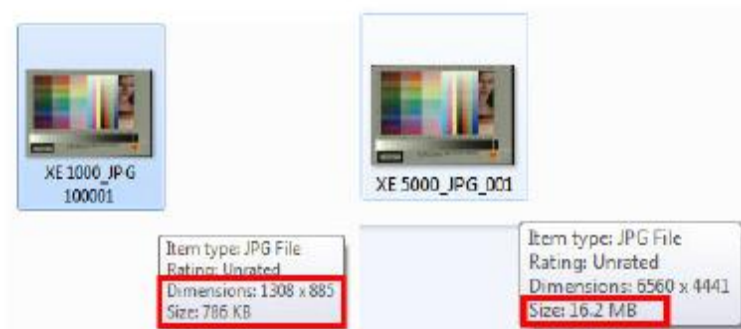 XE 1000_JPG
100001
Item type: JPG File
Rating: Unrated
Dimensions: 1308 x 885
Size: 786 KB
XE 5000_JPG_001
Item type: JPG File
Rating: Unrated
Dimensions: 6560 x 4441
Size: 16.2 MB